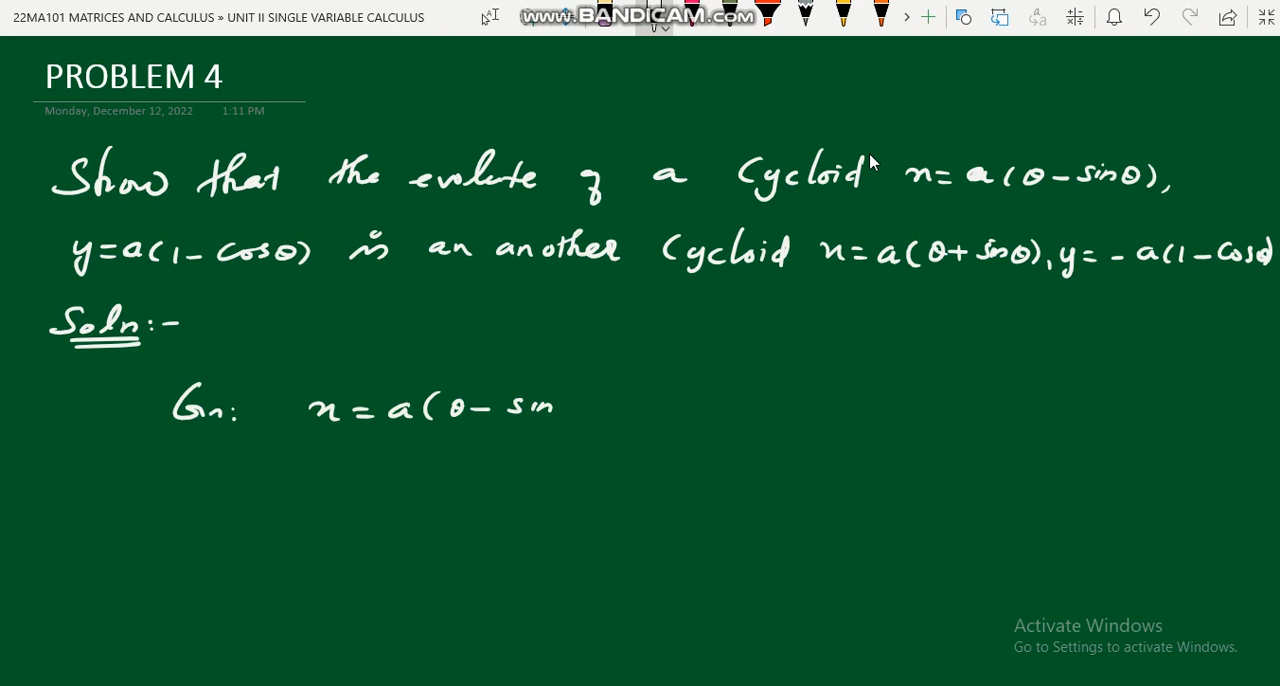 22MA101 MATRICES AND CALCULUS » UNIT II SINGLE VARIABLE CALCULUS
www.BANDICAM.com
PROBLEM 4
Monday, December 12, 2022 1:11 PM
Show that the evolute of a Cycloid x = a(θ - sinθ),
y = a(1 - cosθ) is an another Cycloid x = a(θ + sinθ), y = - a(1 - cosθ)
Soln:-
Gn: x = a(θ - sin
Activate Windows
Go to Settings to activate Windows.